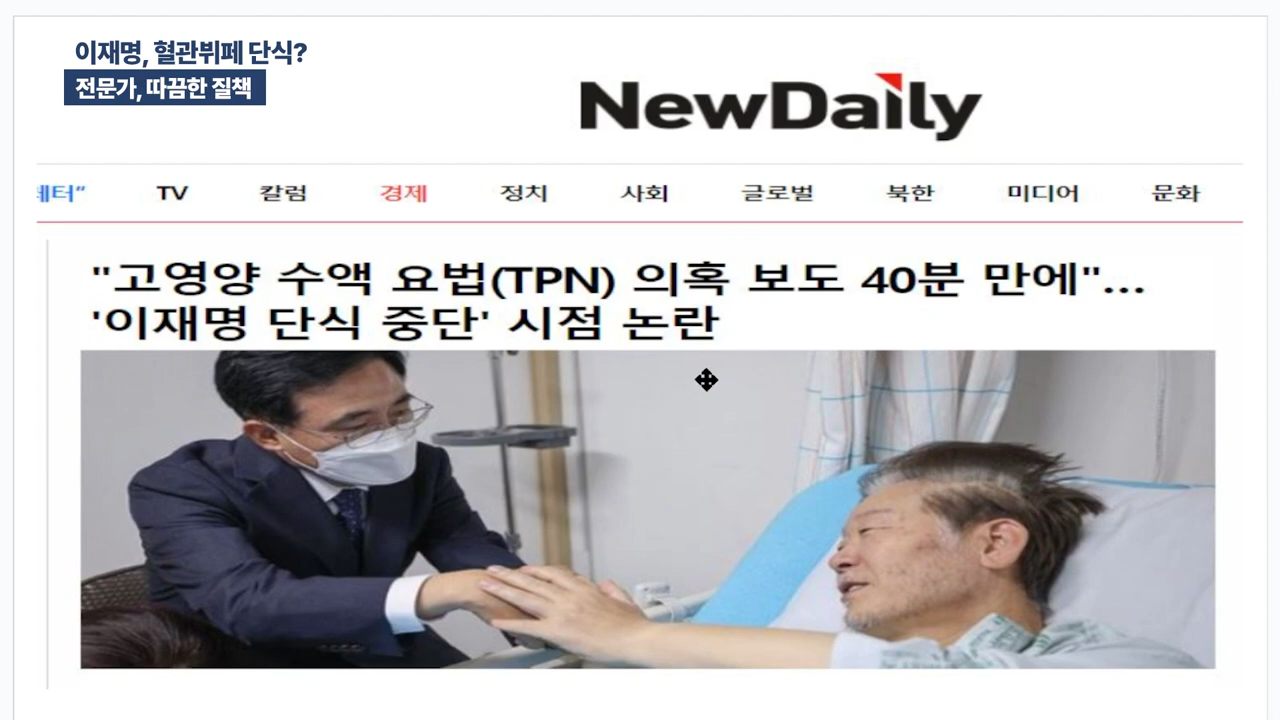 이재명, 혈관뷔페 단식?
전문가, 따끔한 질책
NewDaily
레터" TV 칼럼 경제 정치 사회 글로벌 북한 미디어 문화
"고영양 수액 요법(TPN) 의혹 보도 40분 만에"...
'이재명 단식 중단' 시점 논란